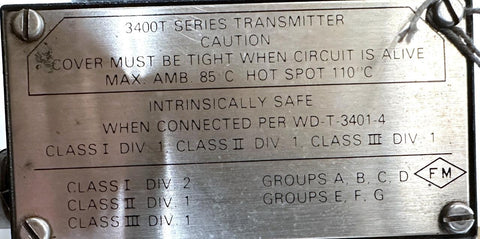 3400T SERIES TRANSMITTER
CAUTION
COVER MUST BE TIGHT WHEN CIRCUIT IS ALIVE
MAX. AMB. 85°C HOT SPOT 110°C
INTRINSICALLY SAFE
WHEN CONNECTED PER WD-T-3401-4
CLASS I DIV. 1, CLASS II DIV. 1, CLASS III DIV. 1
CLASS I DIV. 2 GROUPS A, B, C, D
CLASS II DIV. 1 GROUPS E, F, G
CLASS III DIV. 1
FM